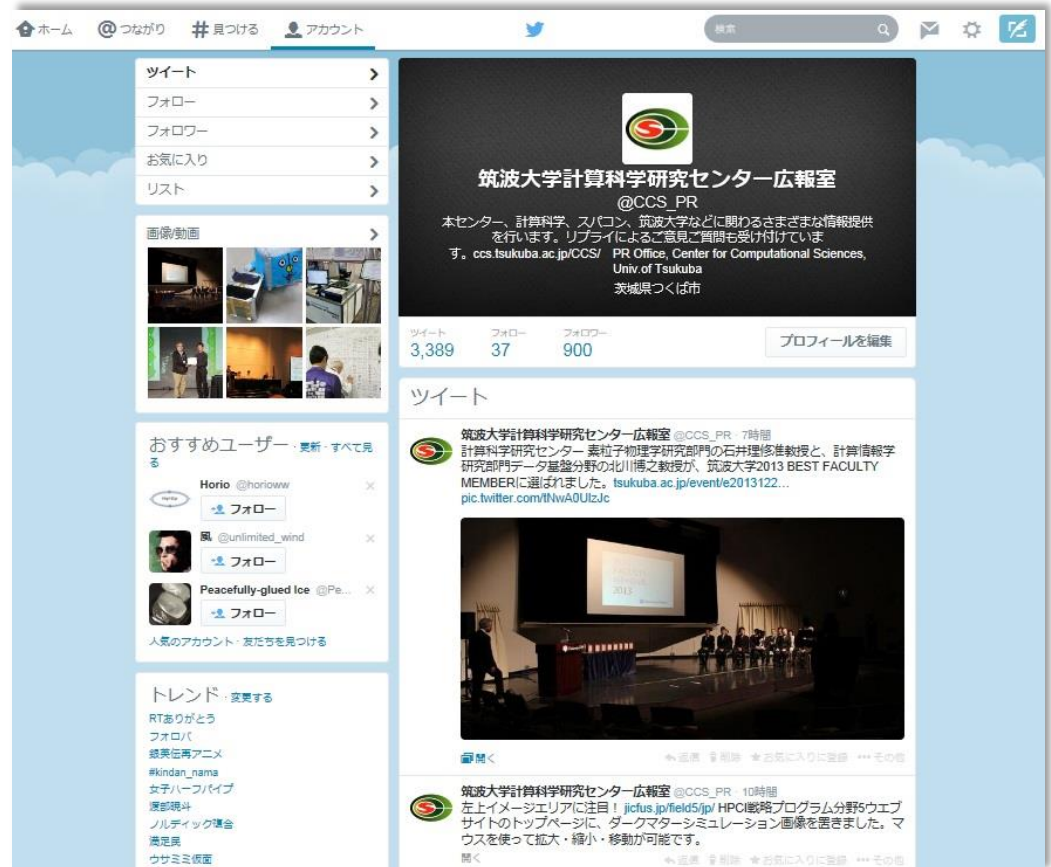 ホーム @つながり #見つける アカウント 検索
ツイート
フォロー
フォロワー
お気に入り
リスト
画像/動画
おすすめユーザー · 更新 · すべて見
る
Horio @horioww ×
フォロー
風 @unlimited_wind ×
フォロー
Peacefully-glued Ice @Pe... ×
フォロー
人気のアカウント · 友だちを見つける
トレンド · 変更する
RTありがとう
フォロバ
銀英伝再アニメ
#kindan_nama
女子ハーフパイプ
渡部暁斗
ノルディック複合
満足民
ウサミミ仮面
筑波大学計算科学研究センター広報室
@CCS_PR
本センター、計算科学、スパコン、筑波大学などに関わるさまざまな情報提供
を行います。リプライによるご意見ご質問も受け付けていま
す。ccs.tsukuba.ac.jp/CCS/ PR Office, Center for Computational Sciences,
Univ.of Tsukuba
茨城県つくば市
ツイート フォロー フォロワー
3,389 37 900 プロフィールを編集
ツイート
筑波大学計算科学研究センター広報室 @CCS_PR · 7時間
計算科学研究センター 素粒子物理学研究部門の石井理修准教授と、計算情報学
研究部門データ基盤分野の北川博之教授が、筑波大学2013 BEST FACULTY
MEMBERに選ばれました。tsukuba.ac.jp/event/e2013122…
pic.twitter.com/tNwA0UlzJc
開く 返信 削除 ★お気に入りに登録 ••• その他
筑波大学計算科学研究センター広報室 @CCS_PR · 10時間
左上イメージエリアに注目！ jicfus.jp/field5/jp/ HPCI戦略プログラム分野5ウエブ
サイトのトップページに、ダークマターシミュレーション画像を置きました。マ
ウスを使って拡大・縮小・移動が可能です。
開く 返信 削除 ★お気に入りに登録 ••• その他